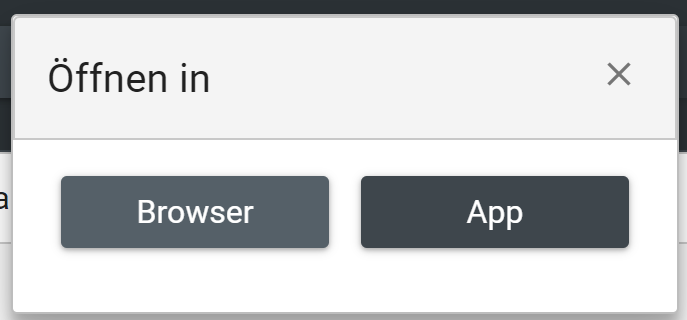 Öffnen in
a
Browser
App